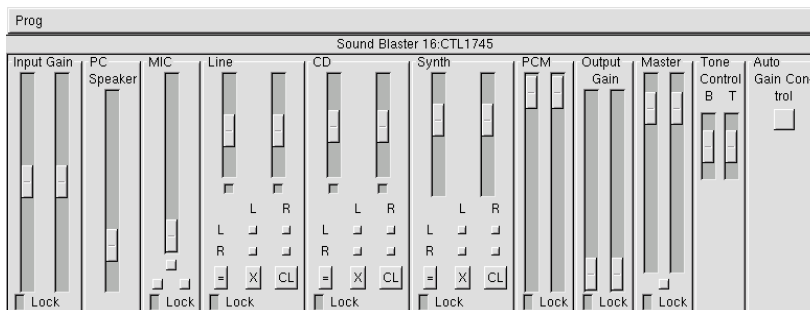 Prog
Sound Blaster 16:CTL1745
Input Gain PC MIC Line CD Synth PCM Output Master Tone Auto
Speaker Gain Control Gain Con
B T trol
L R L R L R
L L L
R R R
= X CL = X CL = X CL
Lock Lock Lock Lock Lock Lock Lock Lock